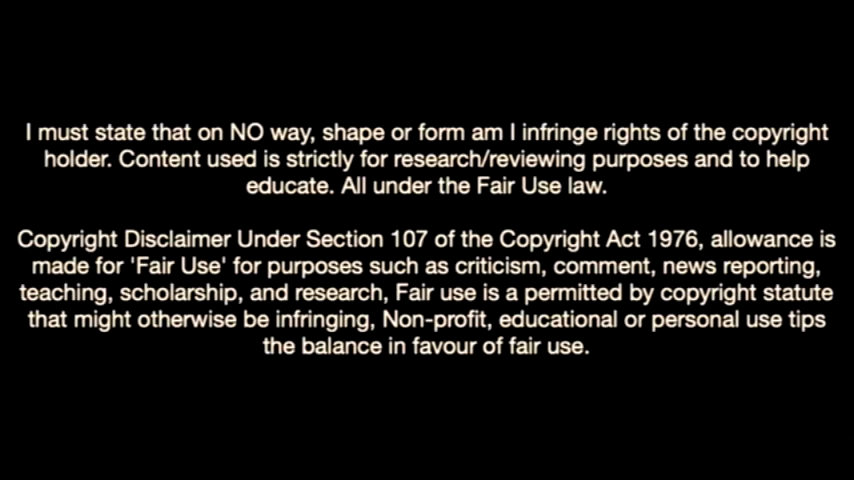 I must state that on NO way, shape or form am I infringe rights of the copyright
holder. Content used is strictly for research/reviewing purposes and to help
educate. All under the Fair Use law.
Copyright Disclaimer Under Section 107 of the Copyright Act 1976, allowance is
made for 'Fair Use' for purposes such as criticism, comment, news reporting,
teaching, scholarship, and research, Fair use is a permitted by copyright statute
that might otherwise be infringing, Non-profit, educational or personal use tips
the balance in favour of fair use.